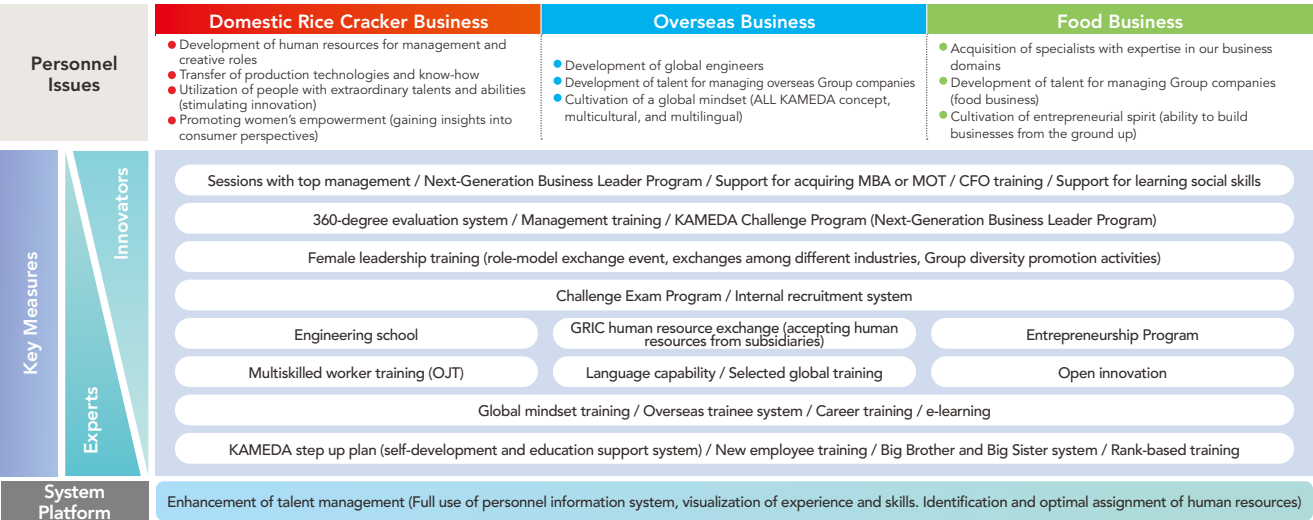 Personnel
Issues
Domestic Rice Cracker Business
Development of human resources for management and
creative roles
Transfer of production technologies and know-how
Utilization of people with extraordinary talents and abilities
(stimulating innovation)
Promoting women's empowerment (gaining insights into
consumer perspectives)
Overseas Business
Development of global engineers
Development of talent for managing overseas Group companies
Cultivation of a global mindset (ALL KAMEDA concept,
multicultural, and multilingual)
Food Business
Acquisition of specialists with expertise in our business
domains
Development of talent for managing Group companies
(food business)
Cultivation of entrepreneurial spirit (ability to build
businesses from the ground up)
Key Measures
Innovators
Experts
Sessions with top management / Next-Generation Business Leader Program / Support for acquiring MBA or MOT / CFO training / Support for learning social skills
360-degree evaluation system / Management training / KAMEDA Challenge Program (Next-Generation Business Leader Program)
Female leadership training (role-model exchange event, exchanges among different industries, Group diversity promotion activities)
Challenge Exam Program / Internal recruitment system
Engineering school
GRIC human resource exchange (accepting human
resources from subsidiaries)
Entrepreneurship Program
Multiskilled worker training (OJT)
Language capability / Selected global training
Open innovation
Global mindset training / Overseas trainee system / Career training / e-learning
KAMEDA step up plan (self-development and education support system) / New employee training / Big Brother and Big Sister system / Rank-based training
System
Platform
Enhancement of talent management (Full use of personnel information system, visualization of experience and skills. Identification and optimal assignment of human resources)